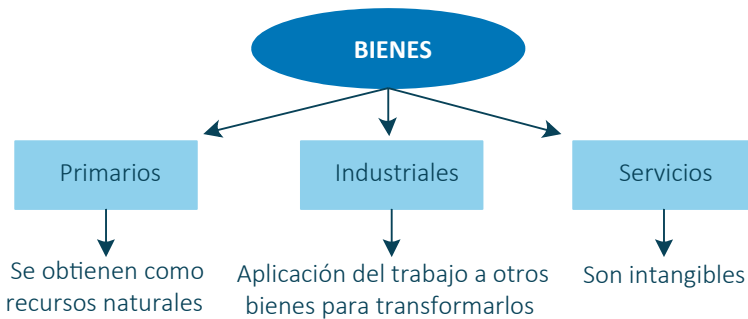 BIENES
Primarios
Industriales
Servicios
Se obtienen como
recursos naturales
Aplicación del trabajo a otros
bienes para transformarlos
Son intangibles